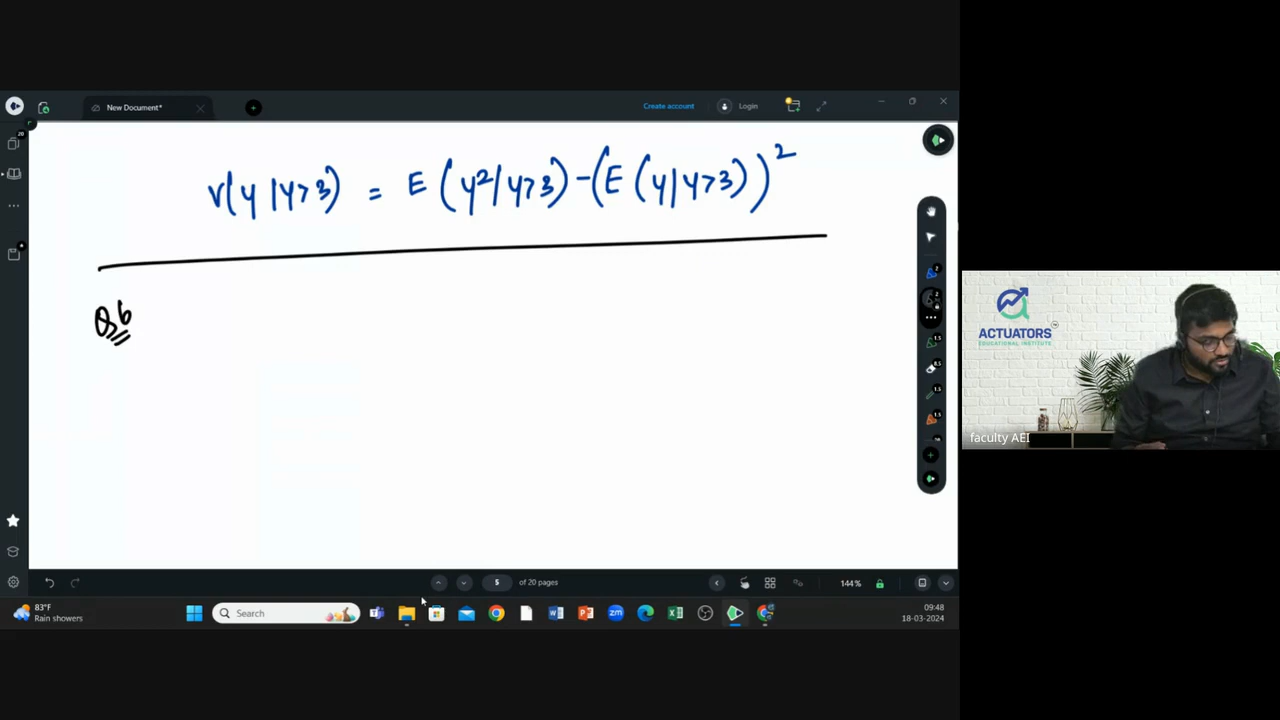 New Document*
Create account
Login
V(Y | Y>3) = E(Y²|Y>3) - (E(Y|Y>3))²
Q6
ACTUATORS
EDUCATIONAL INSTITUTE
faculty AEI
5 of 20 pages
144%
83°F
Rain showers
Search
09:48
18-03-2024